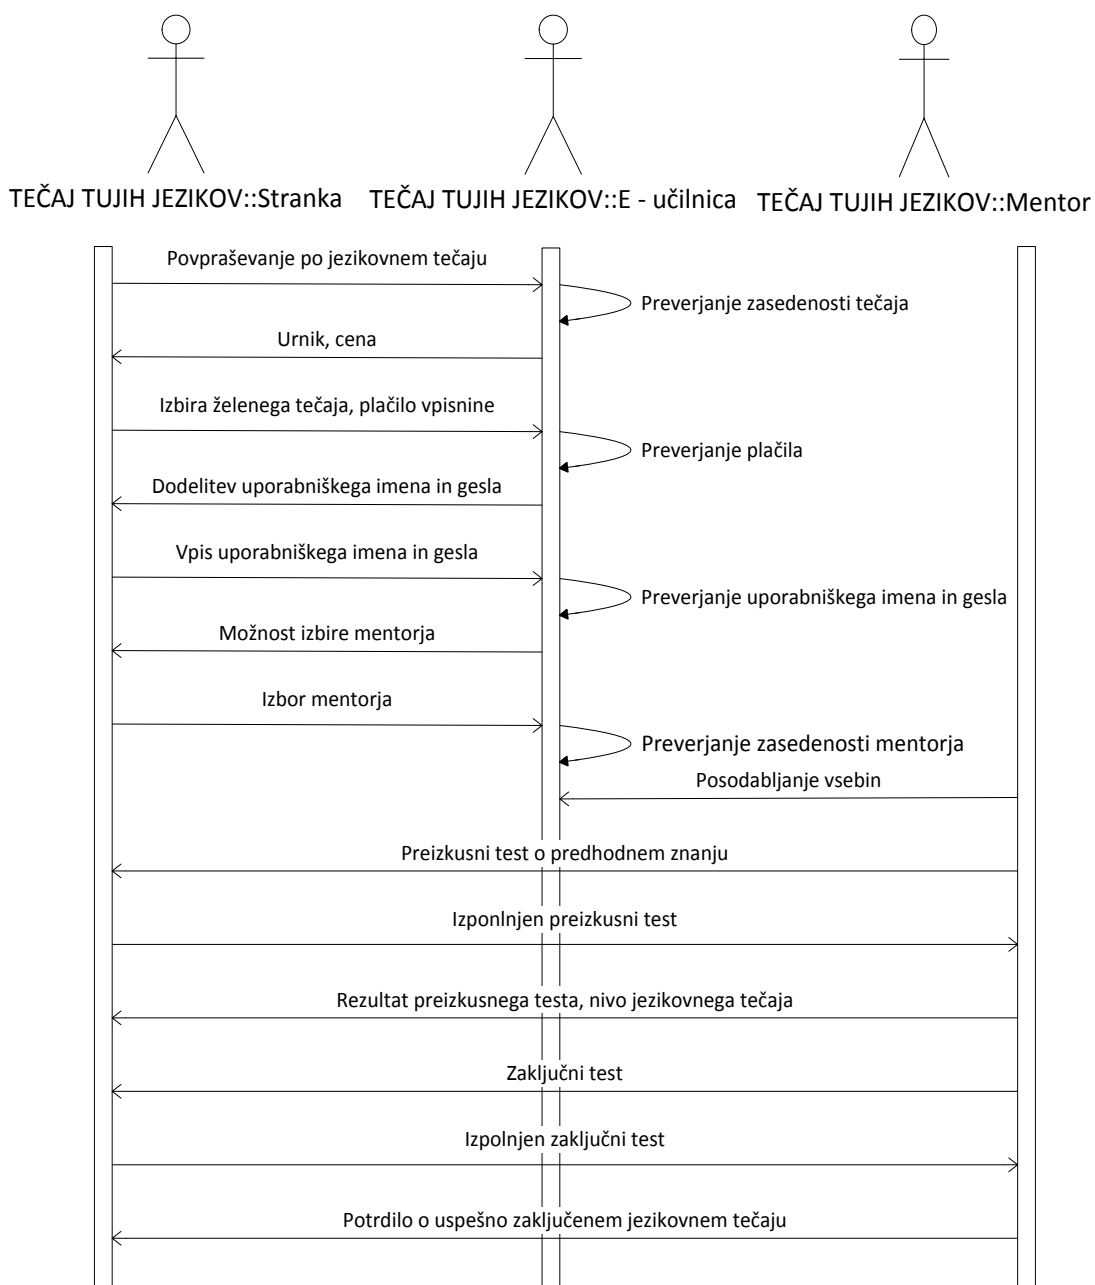 TEČAJ TUJIH JEZIKOV::Stranka
TEČAJ TUJIH JEZIKOV::E - učilnica
TEČAJ TUJIH JEZIKOV::Mentor
Povpraševanje po jezikovnem tečaju
Preverjanje zasedenosti tečaja
Urnik, cena
Izbira želenega tečaja, plačilo vpisnine
Preverjanje plačila
Dodelitev uporabniškega imena in gesla
Vpis uporabniškega imena in gesla
Preverjanje uporabniškega imena in gesla
Možnost izbire mentorja
Izbor mentorja
Preverjanje zasedenosti mentorja
Posodabljanje vsebin
Preizkusni test o predhodnem znanju
Izponlnjen preizkusni test
Rezultat preizkusnega testa, nivo jezikovnega tečaja
Zaključni test
Izpolnjen zaključni test
Potrdilo o uspešno zaključenem jezikovnem tečaju